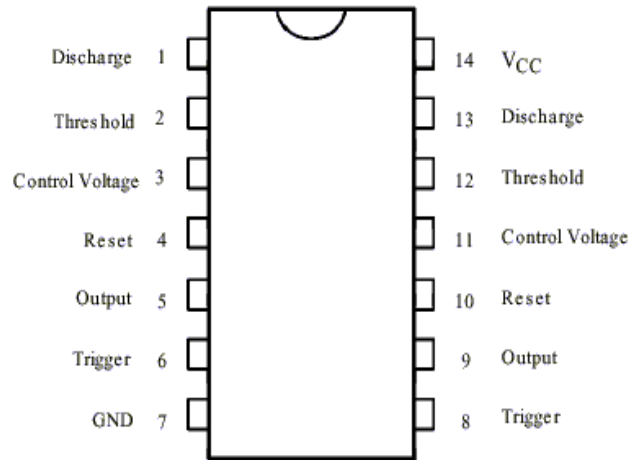 Discharge 1
Threshold 2
Control Voltage 3
Reset 4
Output 5
Trigger 6
GND 7
14 VCC
13 Discharge
12 Threshold
11 Control Voltage
10 Reset
9 Output
8 Trigger